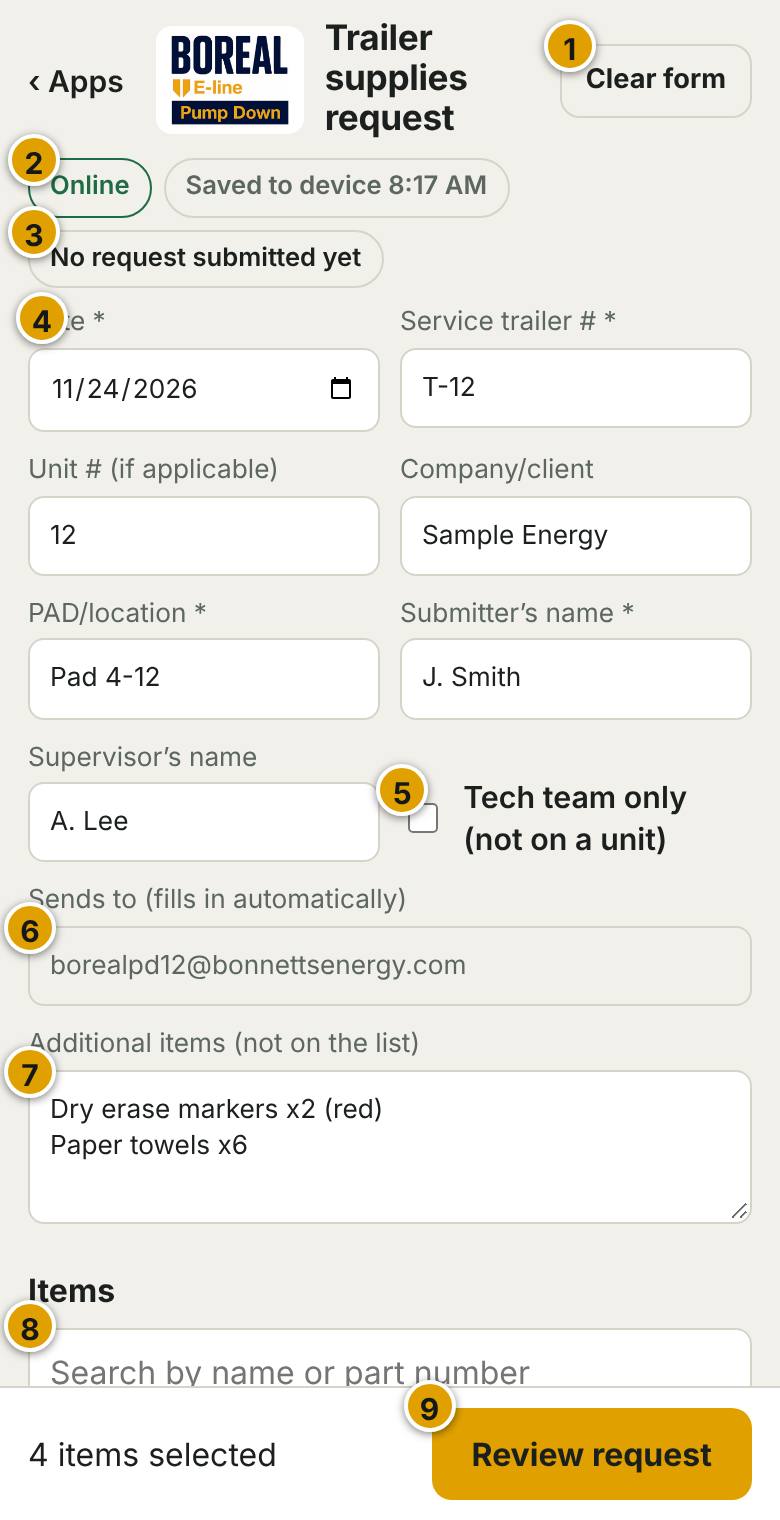 ‹ Apps
BOREAL
E-line
Pump Down
Trailer
supplies
request
1
Clear form
2
Online
Saved to device 8:17 AM
3
No request submitted yet
4
te *
Service trailer # *
11/24/2026
T-12
Unit # (if applicable)
Company/client
12
Sample Energy
PAD/location *
Submitter’s name *
Pad 4-12
J. Smith
Supervisor’s name
A. Lee
5
Tech team only
(not on a unit)
Sends to (fills in automatically)
6
borealpd12@bonnettsenergy.com
Additional items (not on the list)
7
Dry erase markers x2 (red)
Paper towels x6
Items
8
Search by name or part number
9
4 items selected
Review request